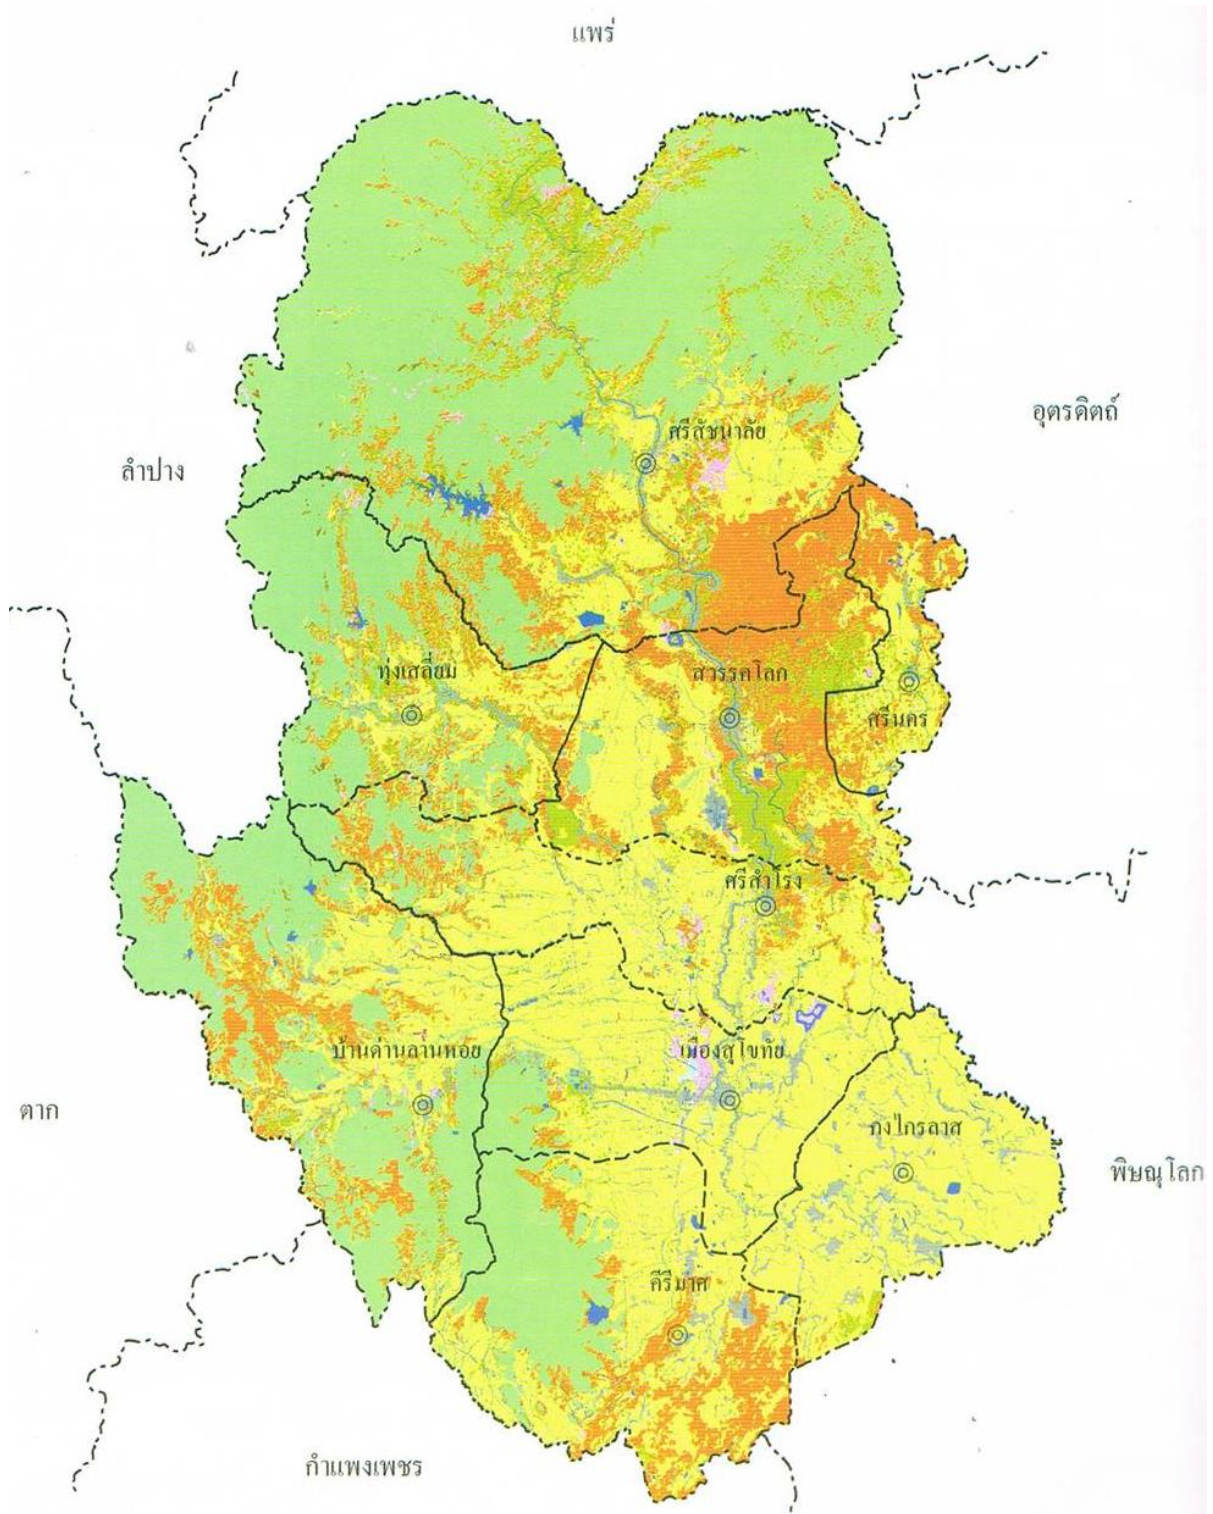 แพร่
อุตรดิตถ์
ศรีสัชนาลัย
ลำปาง
ทุ่งเสลี่ยม
สวรรคโลก
ศรีนคร
ศรีสำโรง
บ้านด่านลานหอย
เมืองสุโขทัย
ตาก
กงไกรลาส
พิษณุโลก
คีรีมาศ
กำแพงเพชร